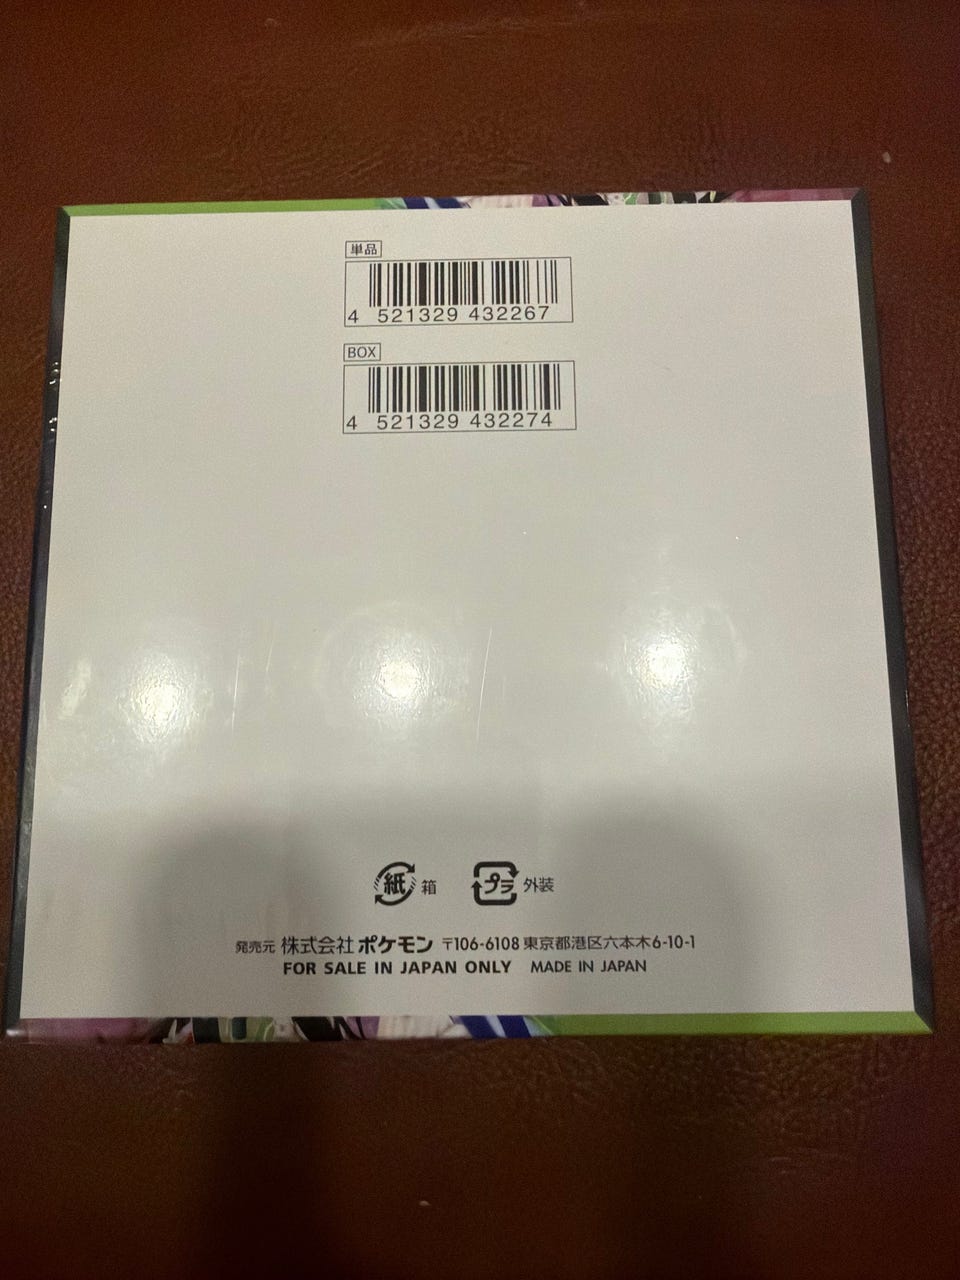 単品
4 521329 432267
BOX
4 521329 432274
紙 箱 プラ 外装
発売元 株式会社ポケモン 〒106-6108 東京都港区六本木6-10-1
FOR SALE IN JAPAN ONLY MADE IN JAPAN